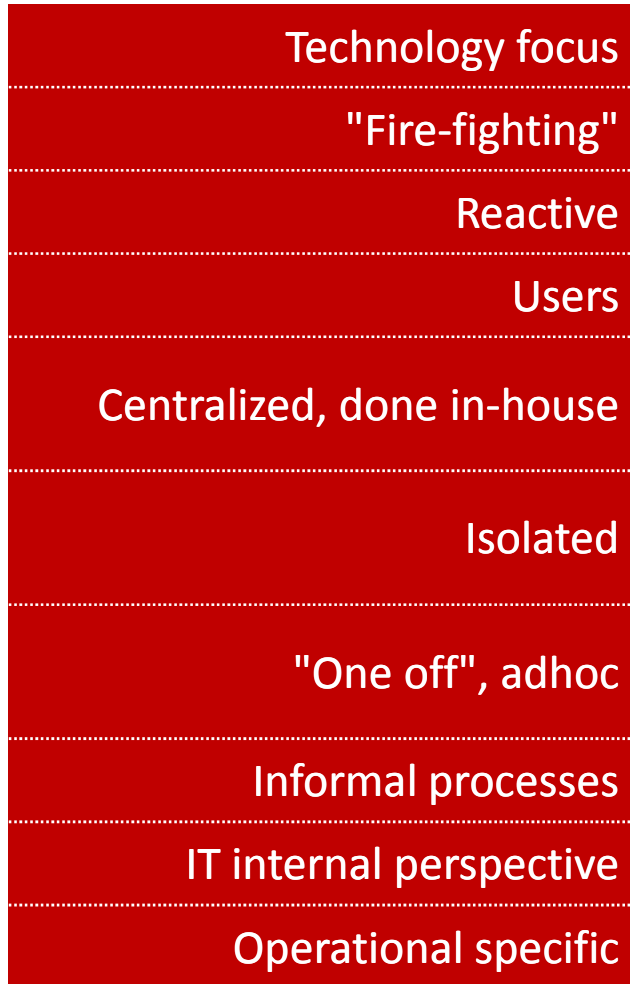 Technology focus
"Fire-fighting"
Reactive
Users
Centralized, done in-house
Isolated
"One off", adhoc
Informal processes
IT internal perspective
Operational specific